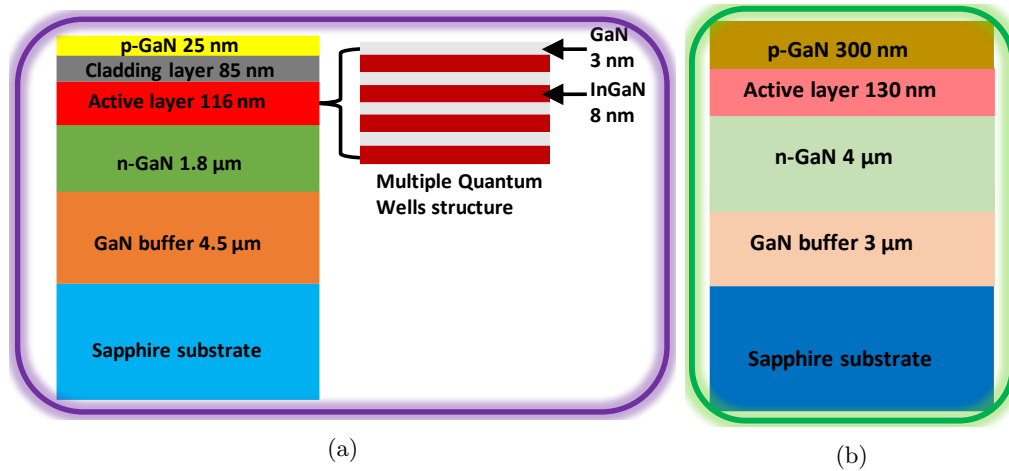 p-GaN 25 nm
Cladding layer 85 nm
Active layer 116 nm
n-GaN 1.8 µm
GaN buffer 4.5 µm
Sapphire substrate
GaN
3 nm
InGaN
8 nm
Multiple Quantum
Wells structure
(a)
p-GaN 300 nm
Active layer 130 nm
n-GaN 4 µm
GaN buffer 3 µm
Sapphire substrate
(b)